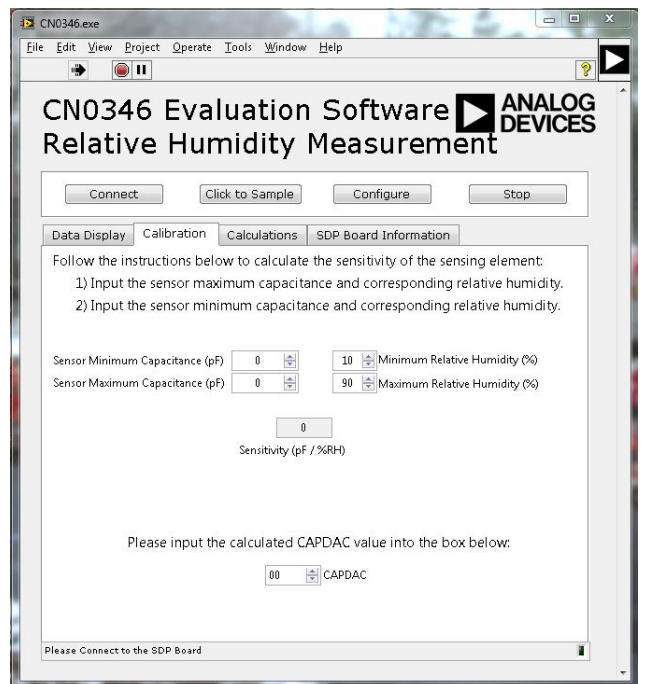 CN0346.exe
File Edit View Project Operate Tools Window Help
?
CN0346 Evaluation Software
ANALOG
DEVICES
Relative Humidity Measurement
Connect Click to Sample Configure Stop
Data Display Calibration Calculations SDP Board Information
Follow the instructions below to calculate the sensitivity of the sensing element:
1) Input the sensor maximum capacitance and corresponding relative humidity.
2) Input the sensor minimum capacitance and corresponding relative humidity.
Sensor Minimum Capacitance (pF) 0 10 Minimum Relative Humidity (%)
Sensor Maximum Capacitance (pF) 0 90 Maximum Relative Humidity (%)
0
Sensitivity (pF / %RH)
Please input the calculated CAPDAC value into the box below:
00 CAPDAC
Please Connect to the SDP Board